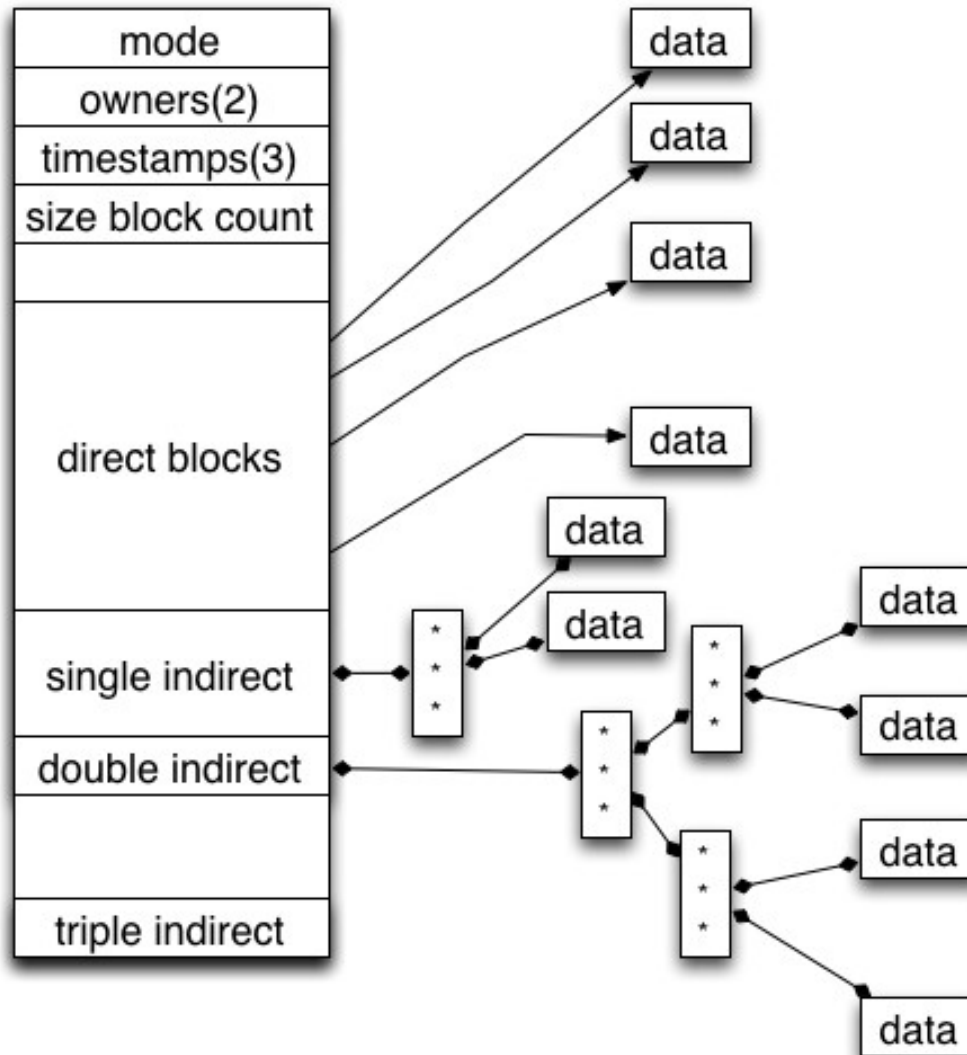 mode
owners(2)
timestamps(3)
size block count
direct blocks
single indirect
double indirect
triple indirect
data
data
data
data
data
data
* 
*
*
*
*
*
*
*
*
*
*
*
data
data
data
data